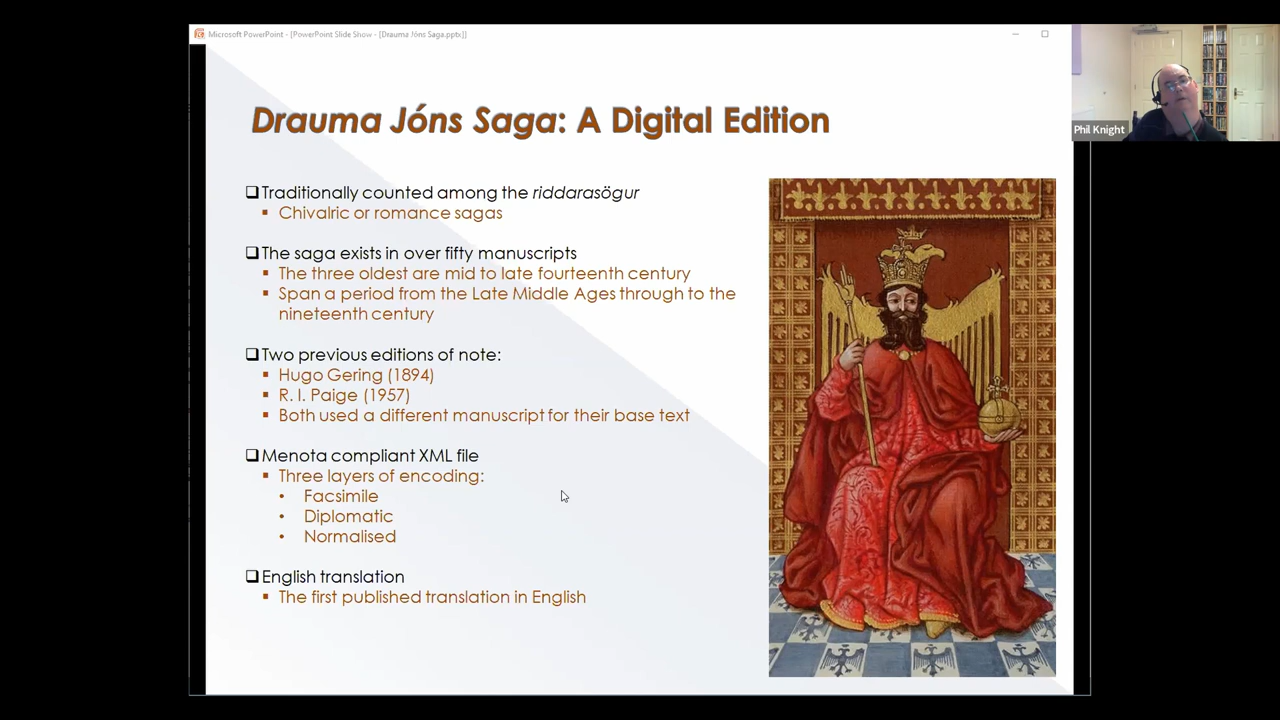 Microsoft PowerPoint - [PowerPoint Slide Show - [Drauma Jóns Saga.pptx]]
Phil Knight
Drauma Jóns Saga: A Digital Edition
❑Traditionally counted among the riddarasögur
▪ Chivalric or romance sagas
❑The saga exists in over fifty manuscripts
▪ The three oldest are mid to late fourteenth century
▪ Span a period from the Late Middle Ages through to the
nineteenth century
❑Two previous editions of note:
▪ Hugo Gering (1894)
▪ R. I. Paige (1957)
▪ Both used a different manuscript for their base text
❑Menota compliant XML file
▪ Three layers of encoding:
• Facsimile
• Diplomatic
• Normalised
❑English translation
▪ The first published translation in English